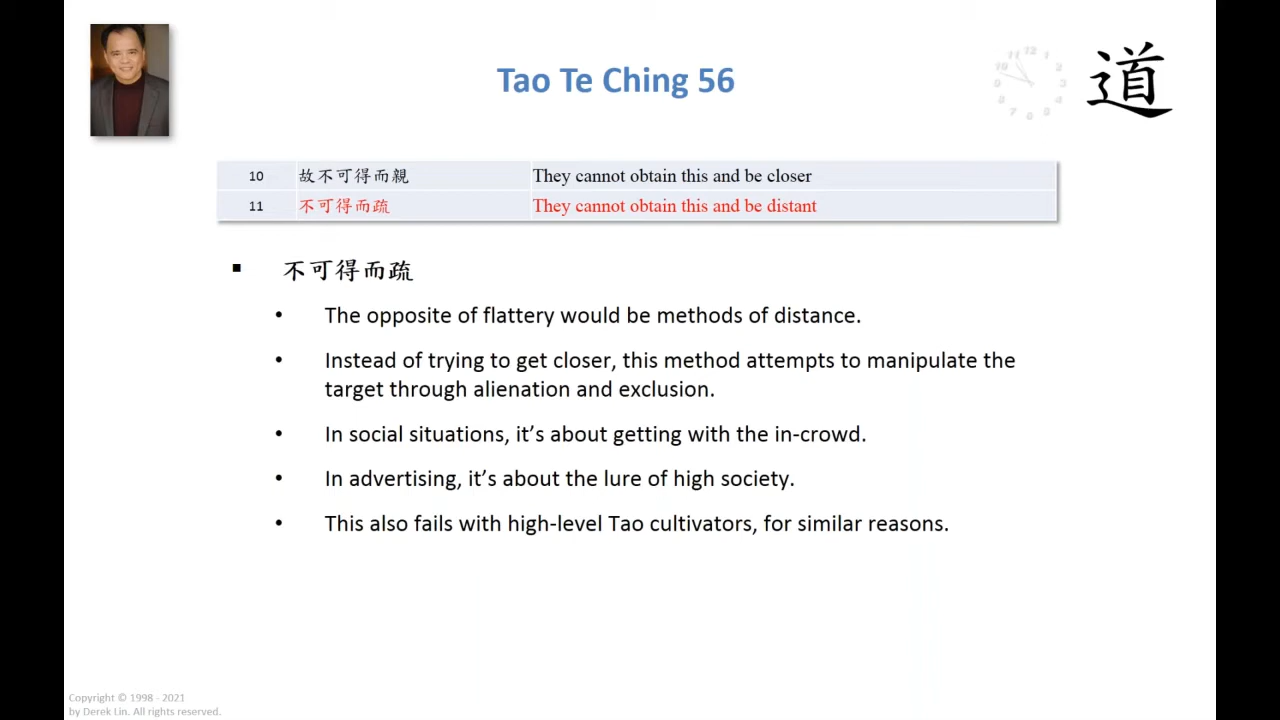 Tao Te Ching 56
道
10 故不可得而親 They cannot obtain this and be closer
11 不可得而疏 They cannot obtain this and be distant
▪ 不可得而疏
• The opposite of flattery would be methods of distance.
• Instead of trying to get closer, this method attempts to manipulate the
target through alienation and exclusion.
• In social situations, it’s about getting with the in-crowd.
• In advertising, it’s about the lure of high society.
• This also fails with high-level Tao cultivators, for similar reasons.
Copyright © 1998 - 2021
by Derek Lin. All rights reserved.